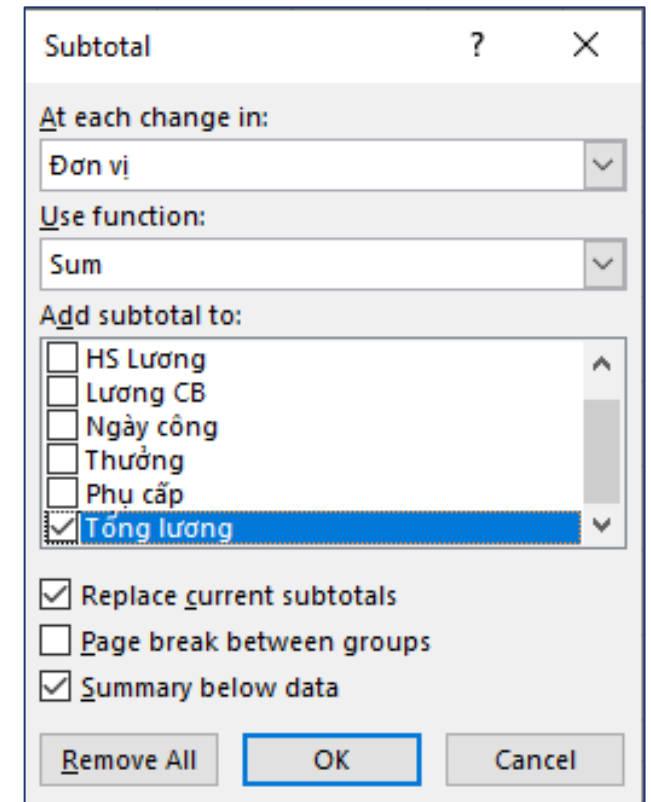 Subtotal ?
At each change in:
Đơn vị
Use function:
Sum
Add subtotal to:
HS Lương
Lương CB
Ngày công
Thưởng
Phụ cấp
Tổng lương
Replace current subtotals
Page break between groups
Summary below data
Remove All OK Cancel